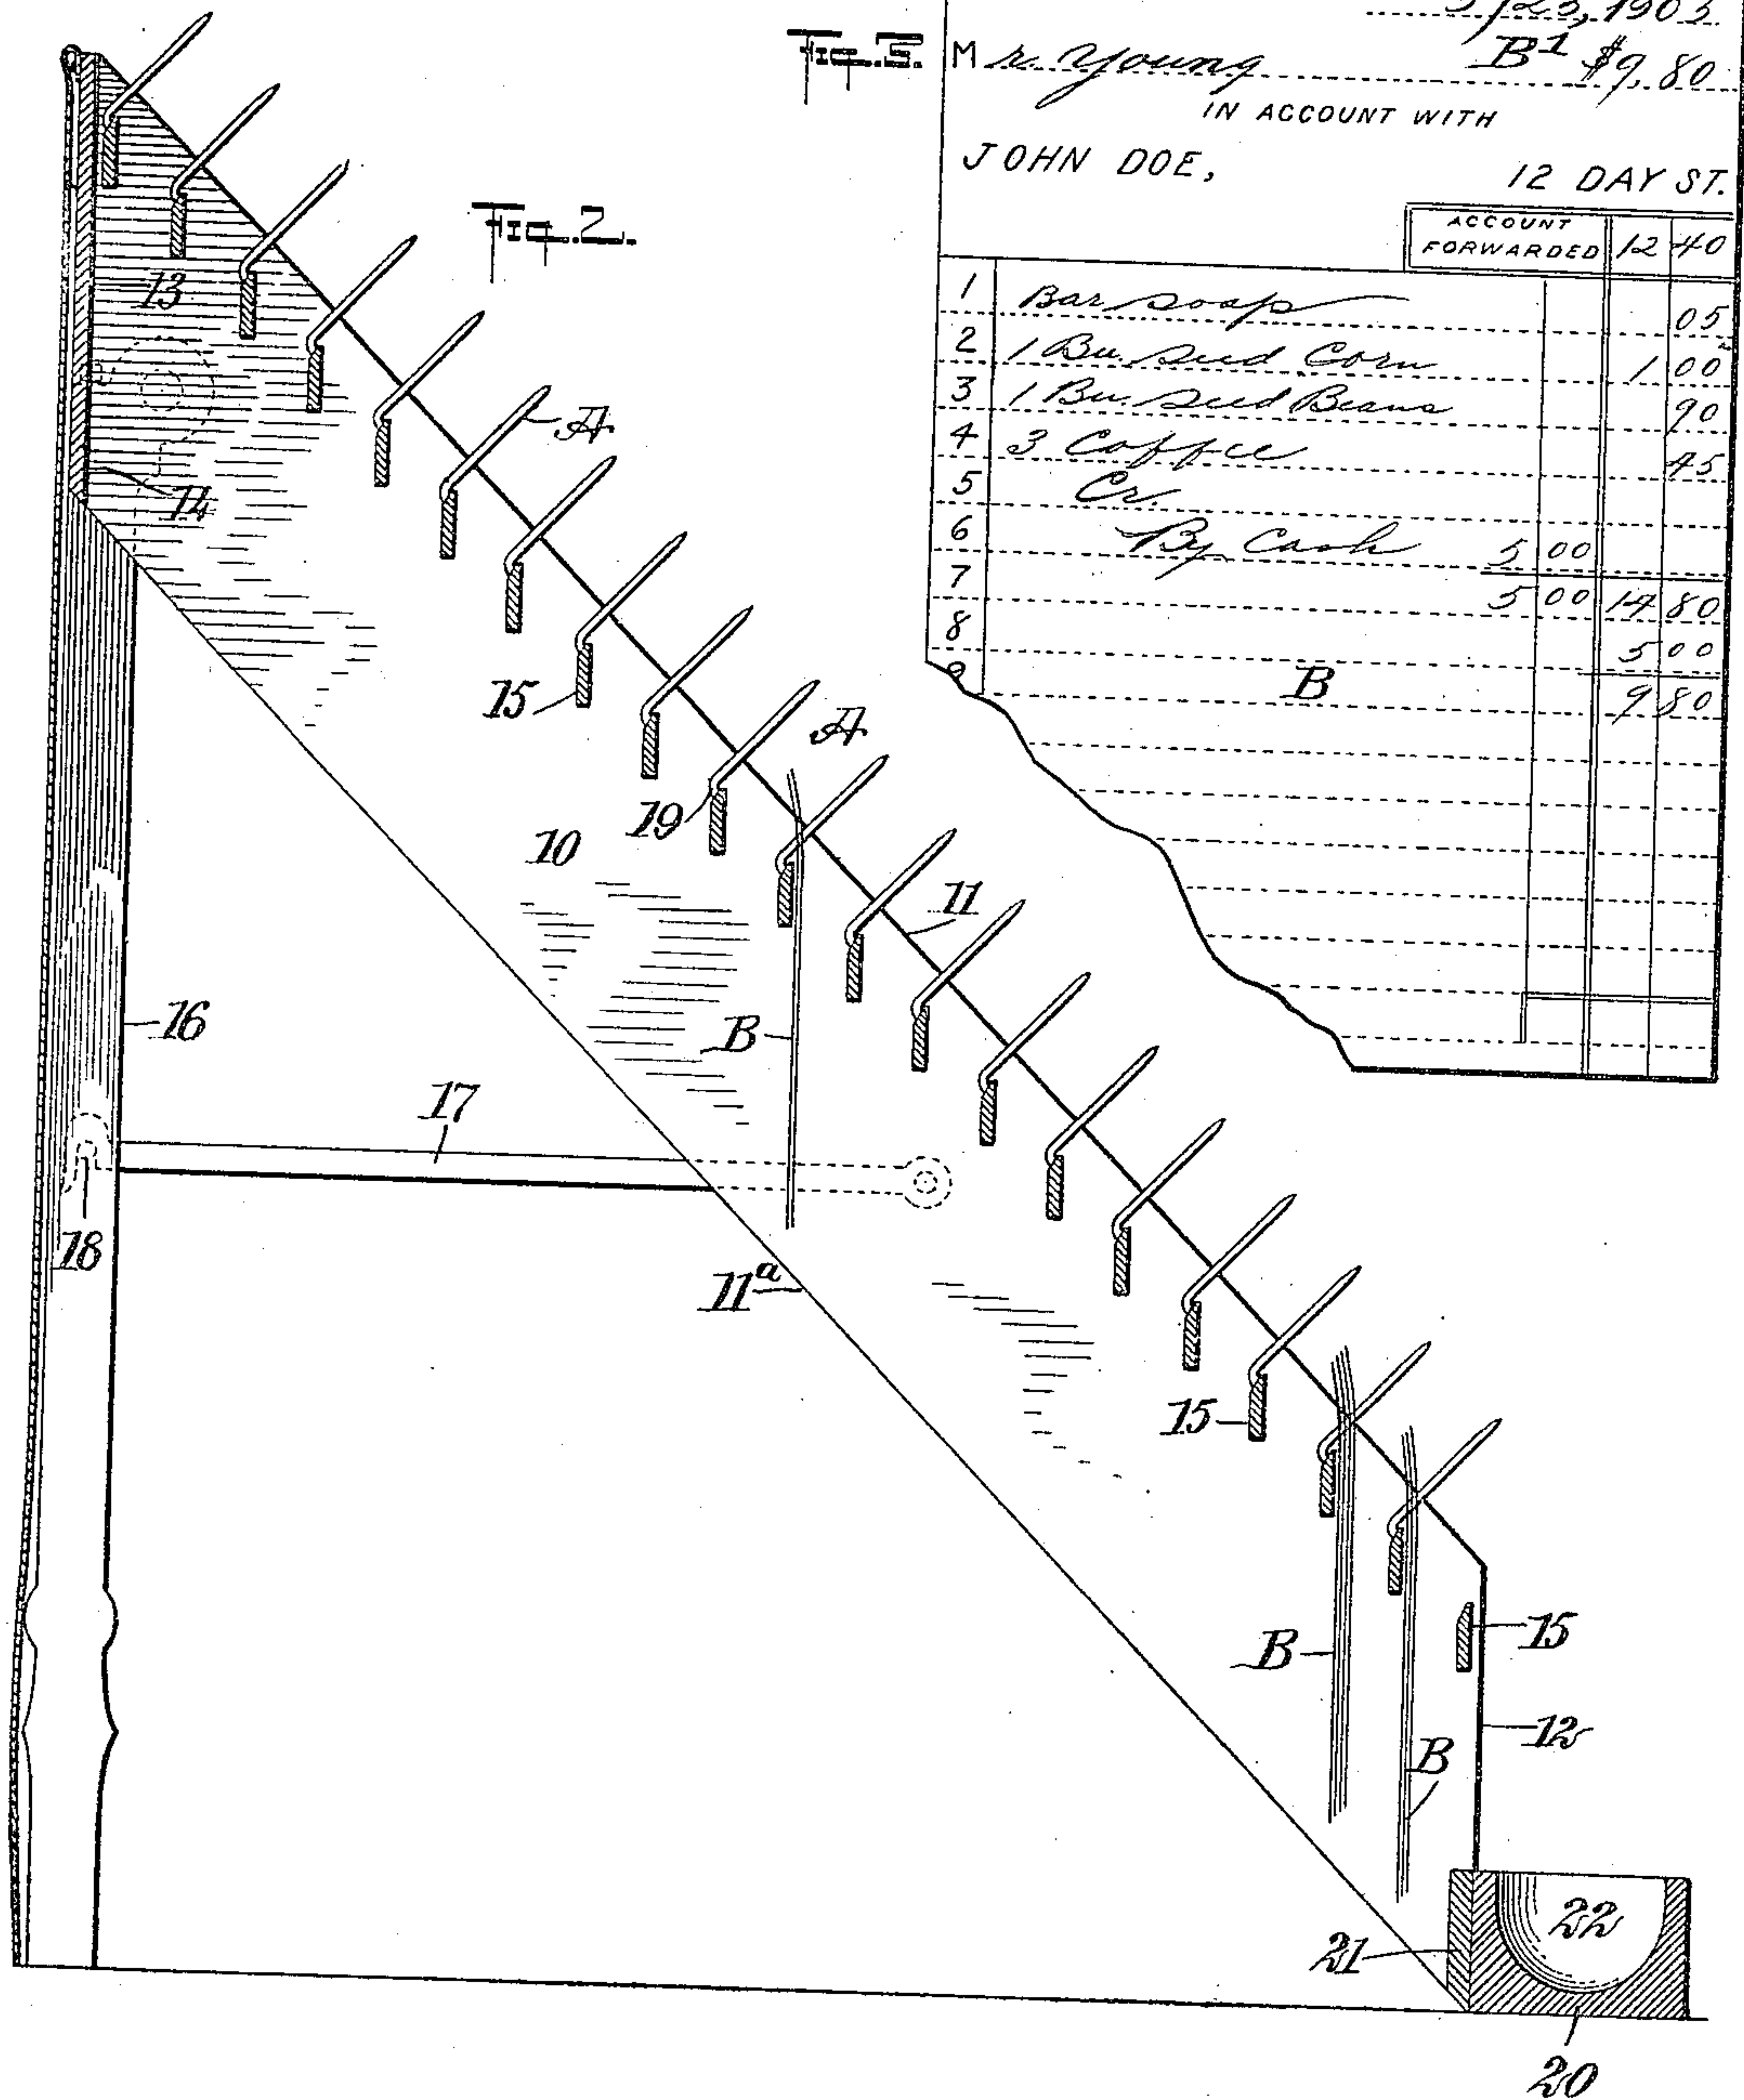 3/23, 1903
Fig. 3.
Mr. Young B1 $9.80
IN ACCOUNT WITH
JOHN DOE, 12 DAY ST.
ACCOUNT FORWARDED 12 40
1 Bar soap 05
2 1 Bu. Seed Corn 1 00
3 1 Bu. Seed Beans 90
4 3 Coffee 45
5 Cr.
6 By Cash 5 00
7 5 00 14 80
8 5 00
9 B 9 80
Fig. 2.
13
A
14
15
A
19
10
11
16
B
17
18
11a
15
B
15
12
B
22
21
20